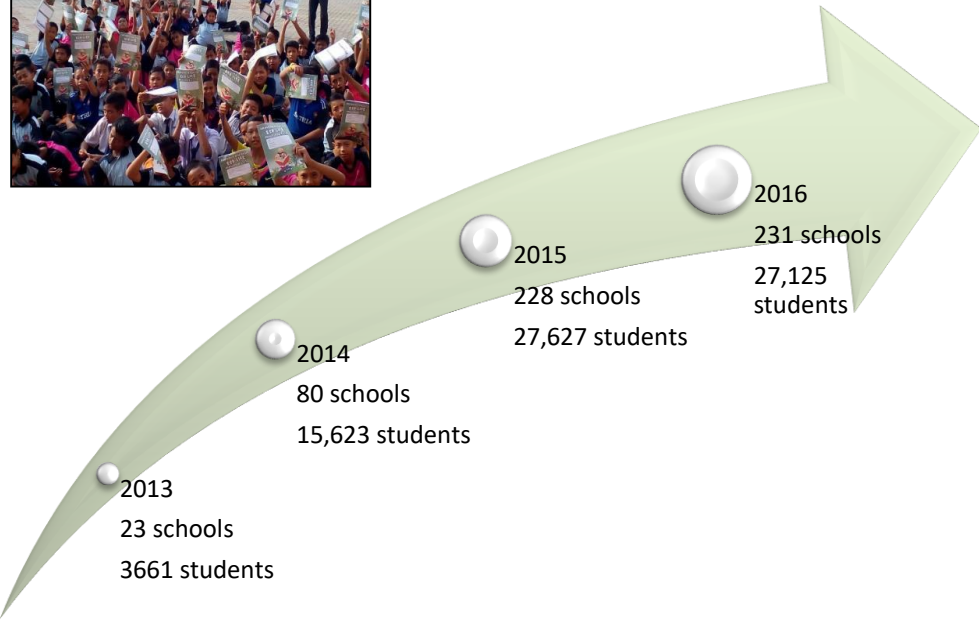 2013
23 schools
3661 students
2014
80 schools
15,623 students
2015
228 schools
27,627 students
2016
231 schools
27,125
students